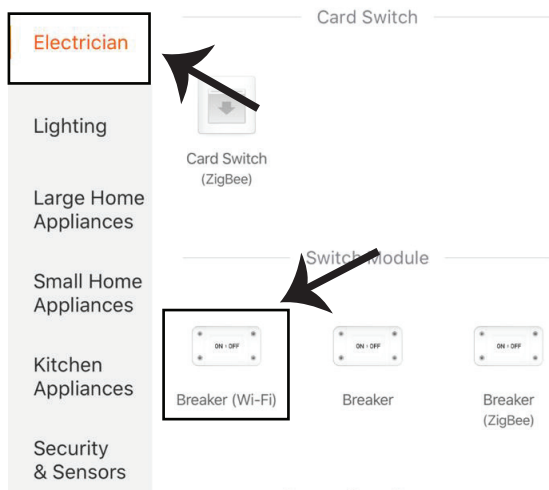 Electrician
Lighting
Large Home
Appliances
Small Home
Appliances
Kitchen
Appliances
Security
& Sensors
Card Switch
Card Switch
(ZigBee)
Switch Module
ON OFF
Breaker (Wi-Fi)
ON OFF
Breaker
ON OFF
Breaker
(ZigBee)